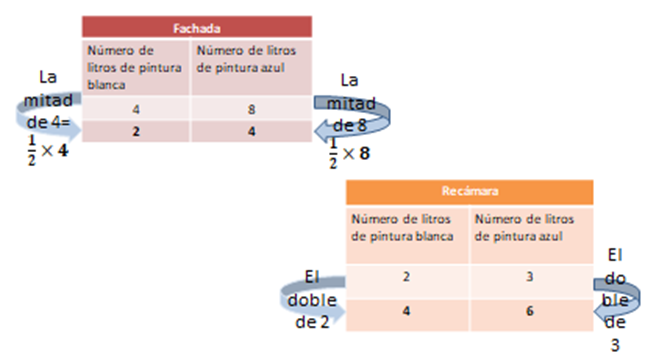 Fachada
Número de
litros de pintura
blanca
Número de litros
de pintura azul
4
8
2
4
La
mitad
de 4=
1/2 × 4
La
mitad
de 8
1/2 × 8
Recámara
Número de litros
de pintura blanca
Número de litros
de pintura azul
2
3
4
6
El
doble
de 2
El
do
ble
de
3